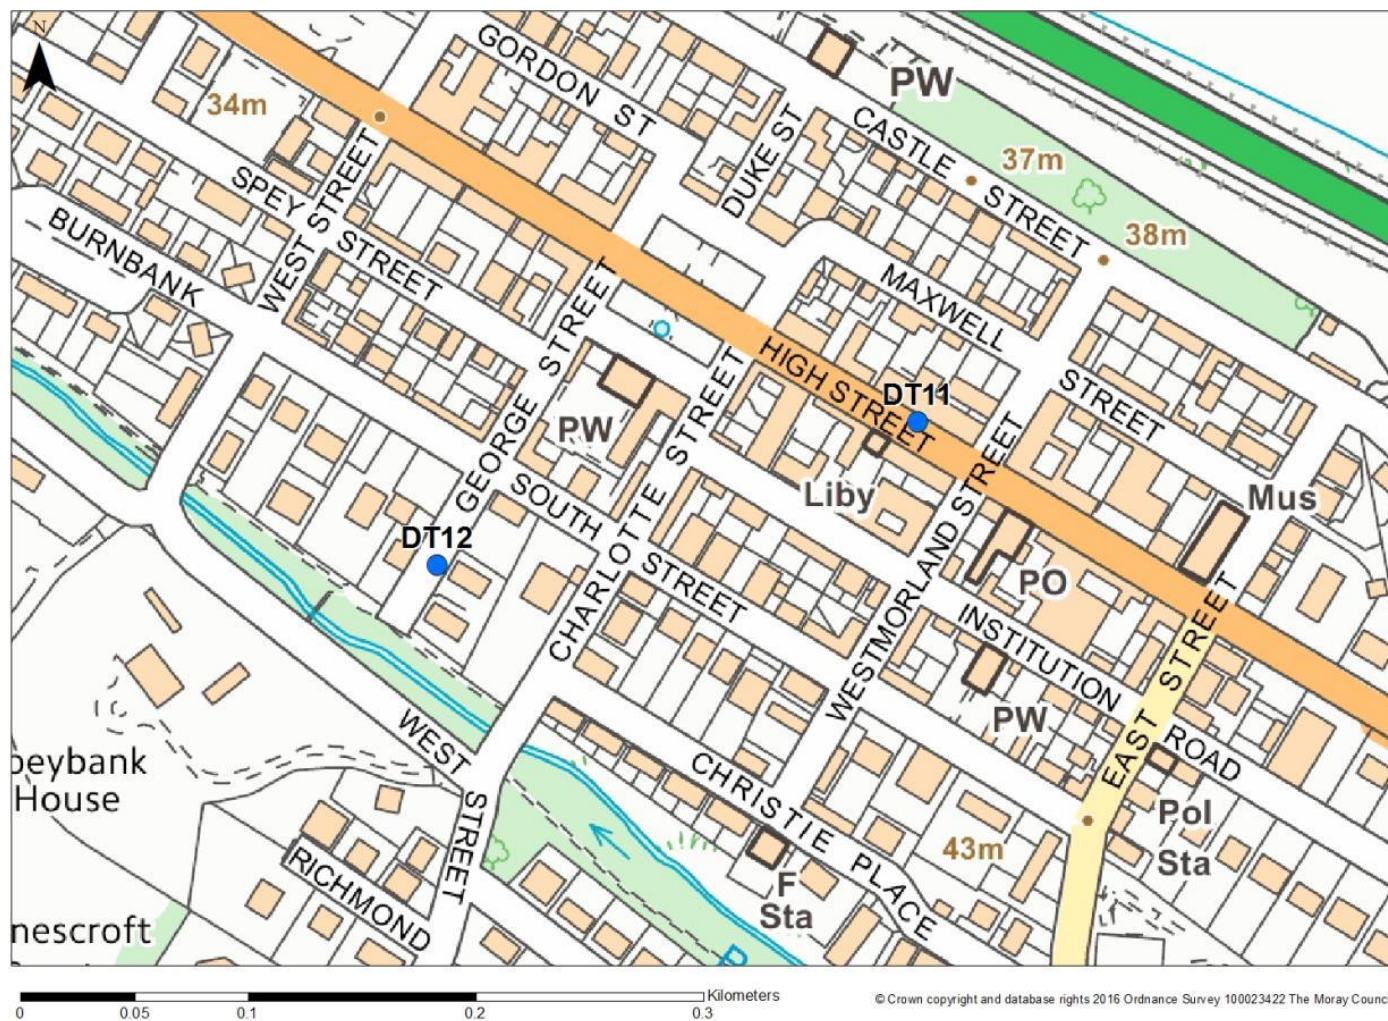 N
GORDON ST
PW
34m
DUKE ST
CASTLE STREET
37m
38m
WEST STREET
SPEY STREET
BURNBANK
MAXWELL STREET
GEORGE STREET
HIGH STREET
DT11
PW
Liby
Mus
SOUTH STREET
CHARLOTTE STREET
WESTMORLAND STREET
DT12
PO
INSTITUTION ROAD
EAST STREET
PW
WEST STREET
peybank
House
CHRISTIE PLACE
Pol
Sta
43m
RICHMOND
F
Sta
nescroft
Kilometers
0 0.05 0.1 0.2 0.3
© Crown copyright and database rights 2016 Ordnance Survey 100023422 The Moray Counc